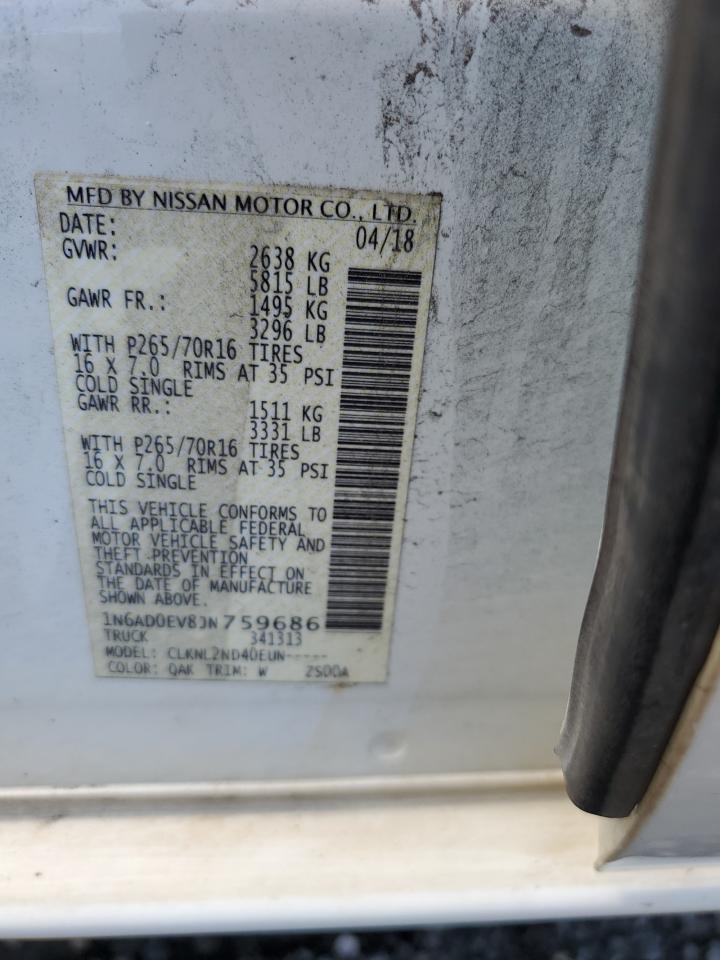 MFD BY NISSAN MOTOR CO., LTD.
DATE: 04/18
GVWR: 2638 KG
5815 LB
GAWR FR.: 1495 KG
3296 LB
WITH P265/70R16 TIRES
16 X 7.0 RIMS AT 35 PSI
COLD SINGLE
GAWR RR.: 1511 KG
3331 LB
WITH P265/70R16 TIRES
16 X 7.0 RIMS AT 35 PSI
COLD SINGLE
THIS VEHICLE CONFORMS TO
ALL APPLICABLE FEDERAL
MOTOR VEHICLE SAFETY AND
THEFT PREVENTION
STANDARDS IN EFFECT ON
THE DATE OF MANUFACTURE
SHOWN ABOVE.
1N6AD0EV8JN759686
TRUCK 341313
MODEL: CLKNL2ND40EUN-----
COLOR: QAK TRIM: W ZSOOA